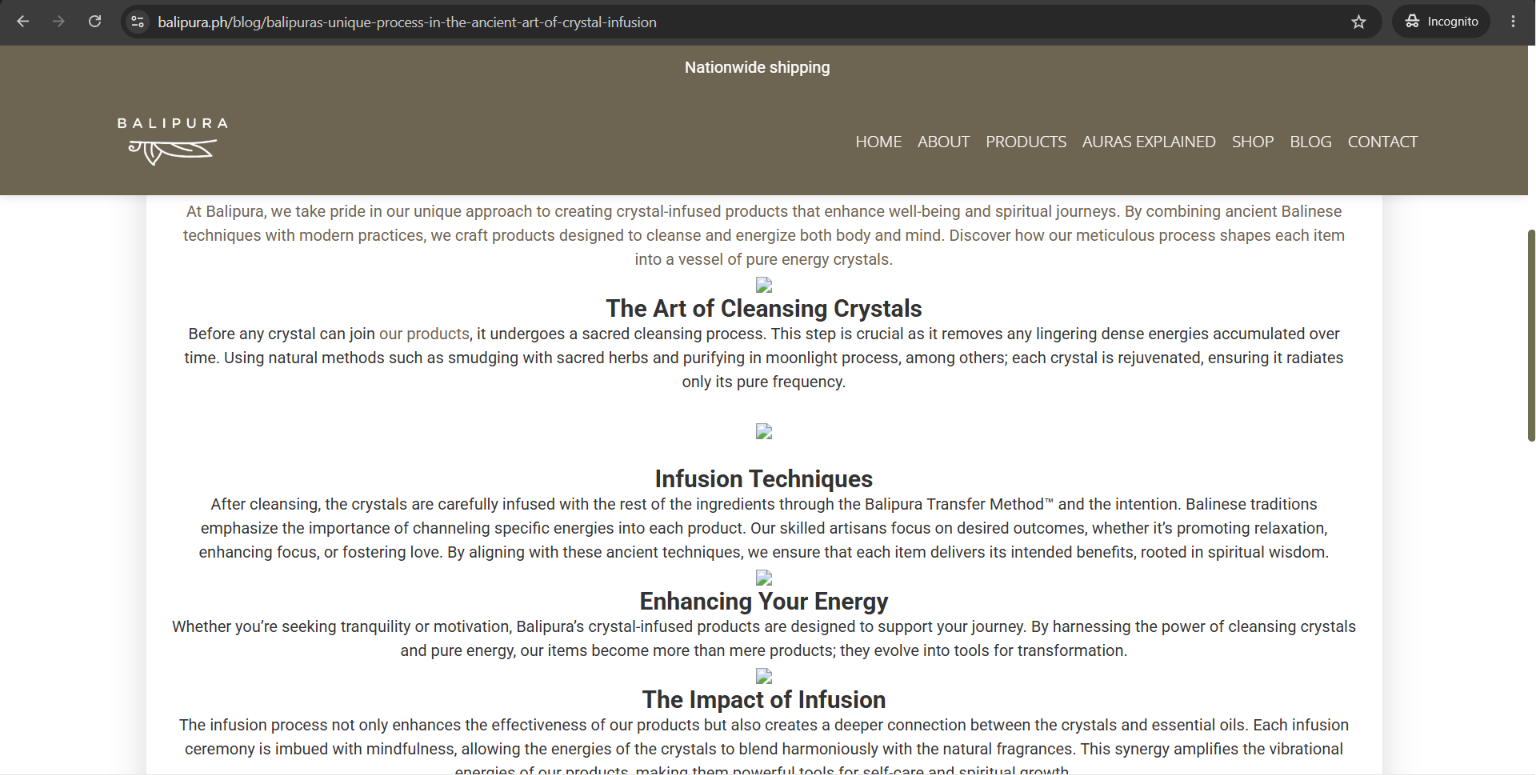 balipura.ph/blog/balipuras-unique-process-in-the-ancient-art-of-crystal-infusion
Incognito
Nationwide shipping
BALIPURA
HOME ABOUT PRODUCTS AURAS EXPLAINED SHOP BLOG CONTACT
At Balipura, we take pride in our unique approach to creating crystal-infused products that enhance well-being and spiritual journeys. By combining ancient Balinese
techniques with modern practices, we craft products designed to cleanse and energize both body and mind. Discover how our meticulous process shapes each item
into a vessel of pure energy crystals.
The Art of Cleansing Crystals
Before any crystal can join our products, it undergoes a sacred cleansing process. This step is crucial as it removes any lingering dense energies accumulated over
time. Using natural methods such as smudging with sacred herbs and purifying in moonlight process, among others; each crystal is rejuvenated, ensuring it radiates
only its pure frequency.
Infusion Techniques
After cleansing, the crystals are carefully infused with the rest of the ingredients through the Balipura Transfer Method™ and the intention. Balinese traditions
emphasize the importance of channeling specific energies into each product. Our skilled artisans focus on desired outcomes, whether it’s promoting relaxation,
enhancing focus, or fostering love. By aligning with these ancient techniques, we ensure that each item delivers its intended benefits, rooted in spiritual wisdom.
Enhancing Your Energy
Whether you’re seeking tranquility or motivation, Balipura’s crystal-infused products are designed to support your journey. By harnessing the power of cleansing crystals
and pure energy, our items become more than mere products; they evolve into tools for transformation.
The Impact of Infusion
The infusion process not only enhances the effectiveness of our products but also creates a deeper connection between the crystals and essential oils. Each infusion
ceremony is imbued with mindfulness, allowing the energies of the crystals to blend harmoniously with the natural fragrances. This synergy amplifies the vibrational
energies of our products, making them powerful tools for self-care and spiritual growth.